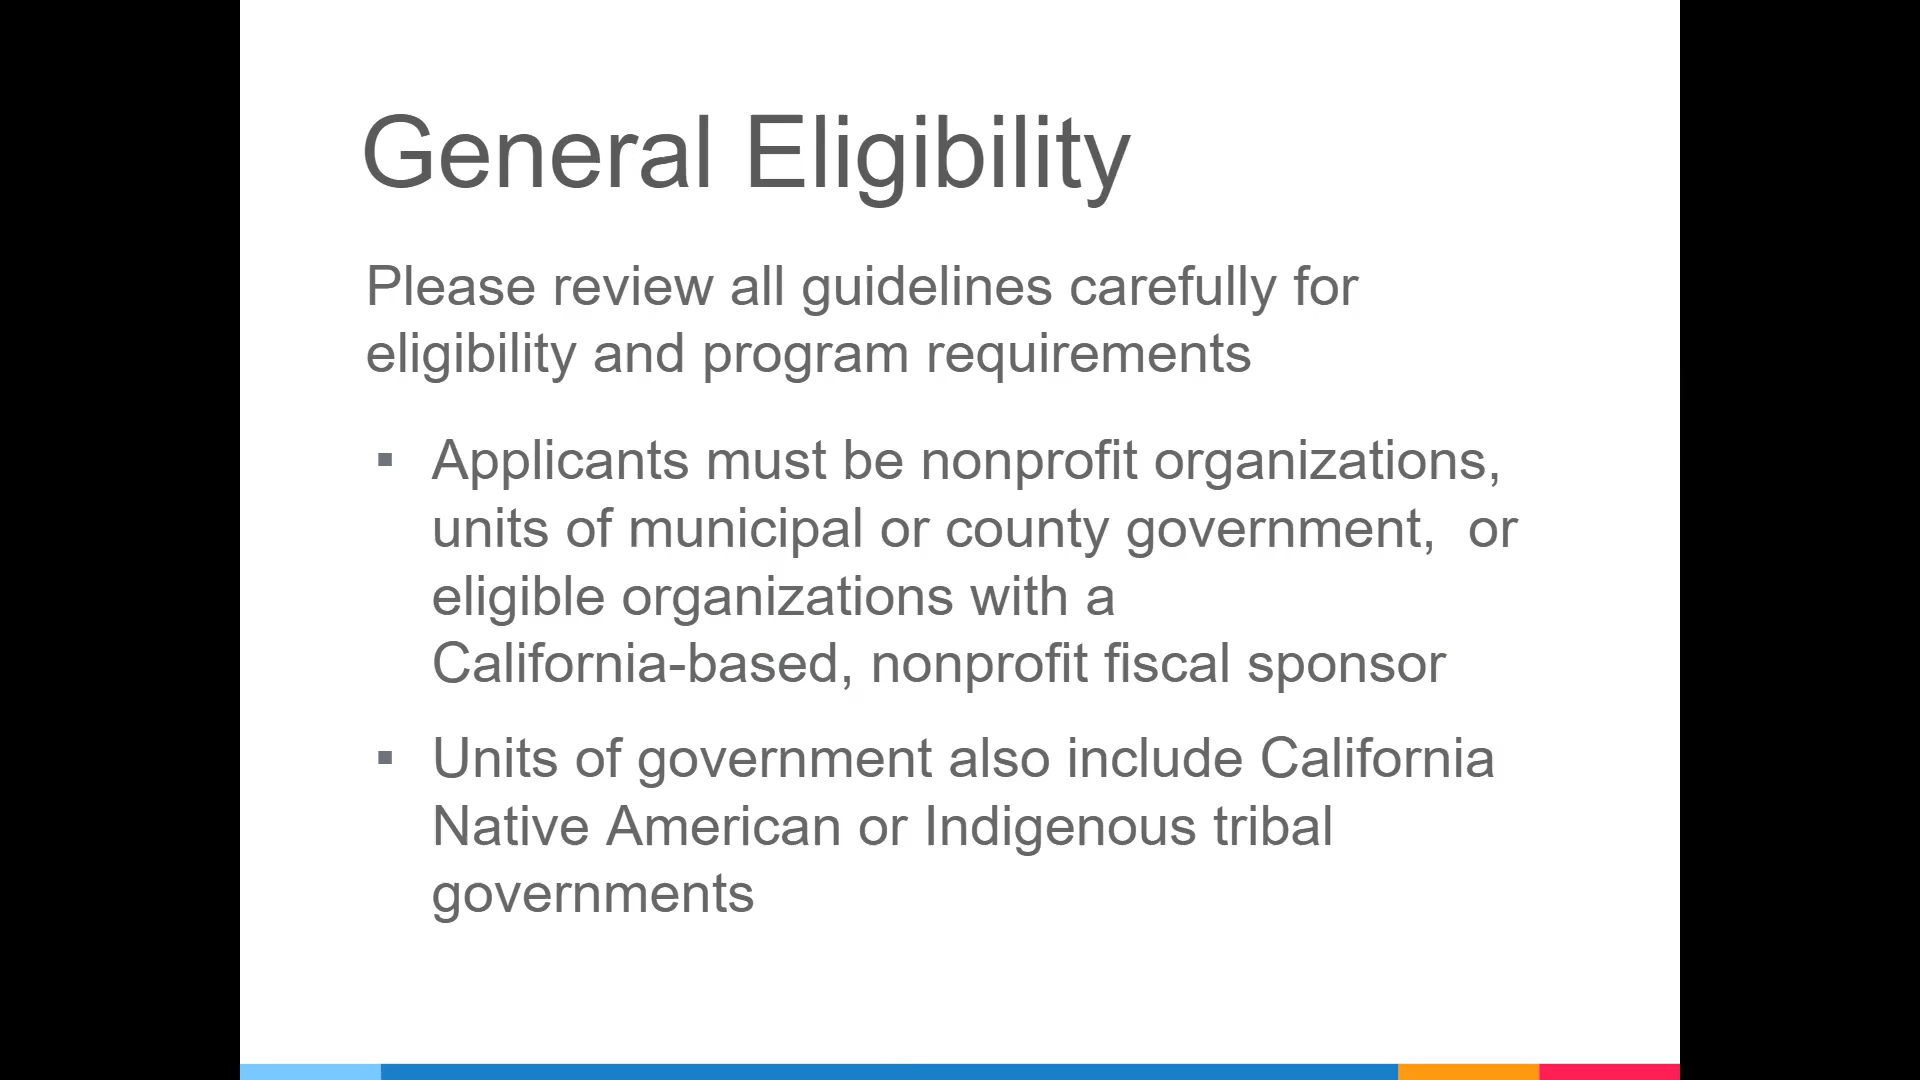 General Eligibility
Please review all guidelines carefully for
eligibility and program requirements
▪ Applicants must be nonprofit organizations,
units of municipal or county government,  or
eligible organizations with a
California-based, nonprofit fiscal sponsor
▪ Units of government also include California
Native American or Indigenous tribal
governments